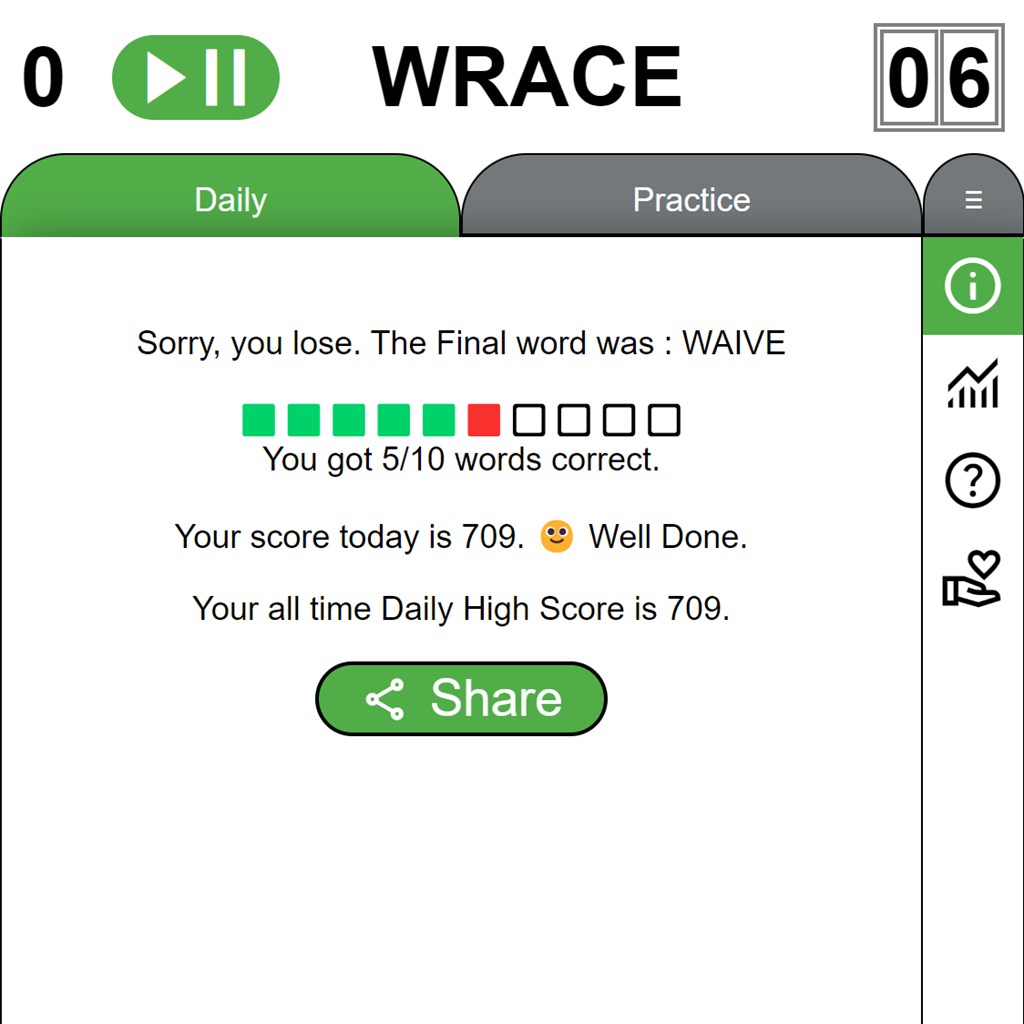 0 WRACE 06
Daily Practice ≡
Sorry, you lose. The Final word was : WAIVE
You got 5/10 words correct.
Your score today is 709. 🙂 Well Done.
Your all time Daily High Score is 709.
Share